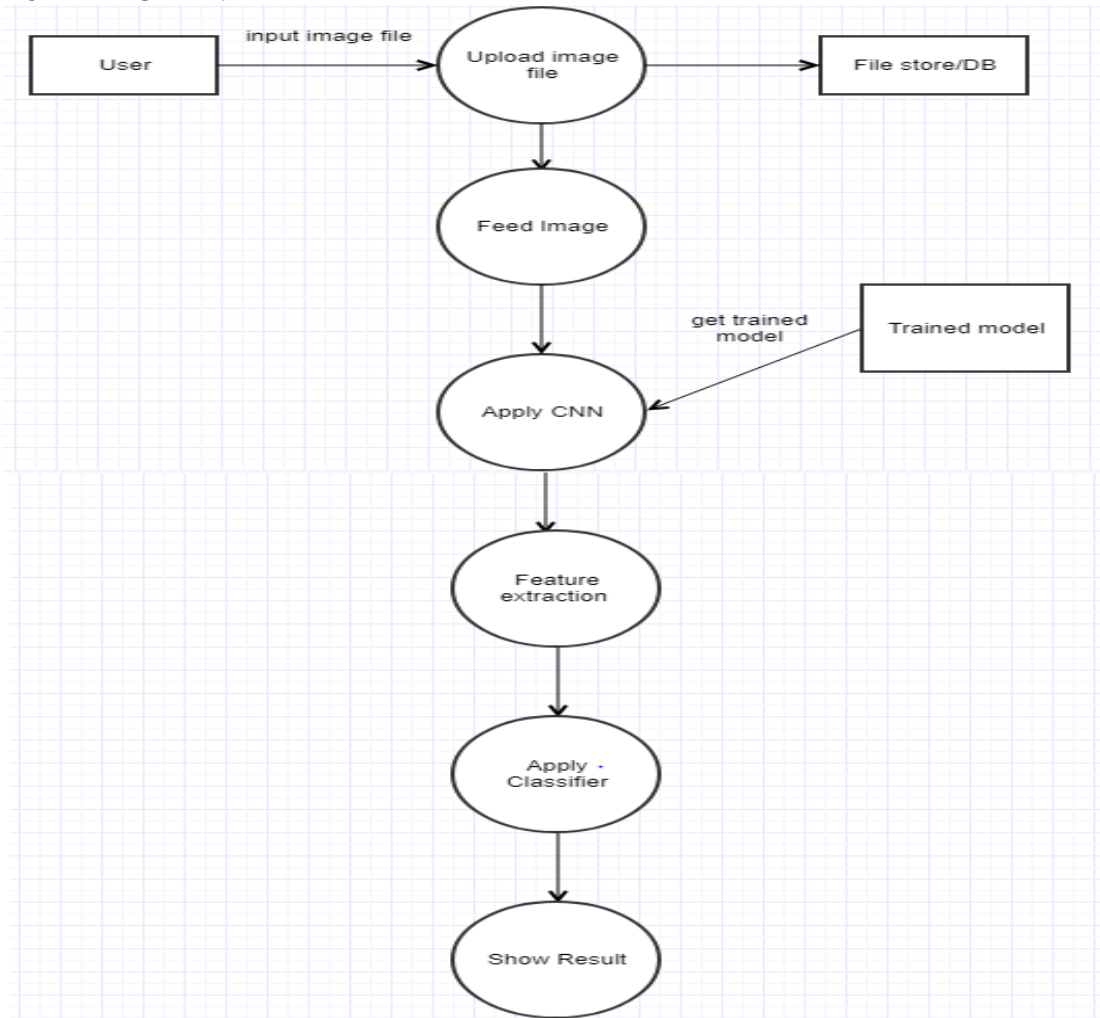 input image file
User
Upload image
file
File store/DB
Feed Image
get trained
model
Trained model
Apply CNN
Feature
extraction
Apply
Classifier
Show Result